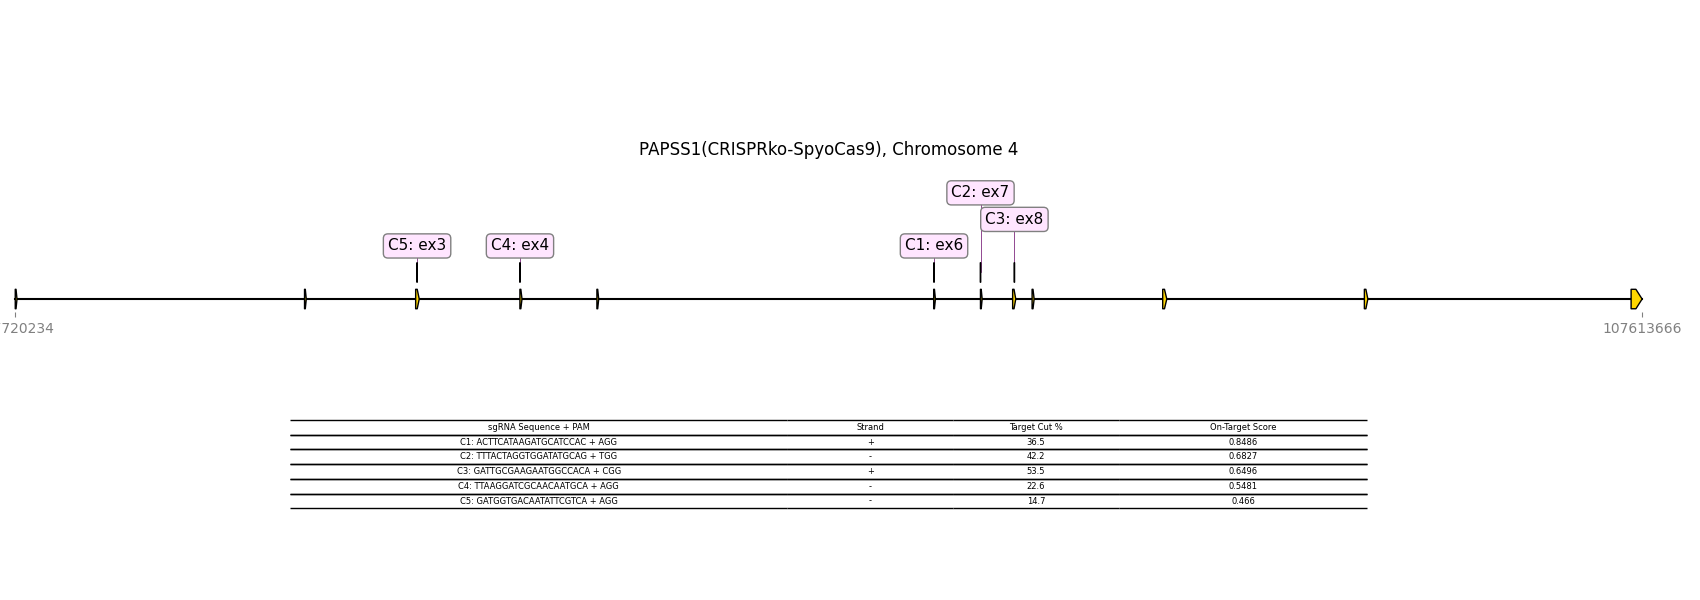 PAPSS1(CRISPRko-SpyoCas9), Chromosome 4
C2: ex7
C3: ex8
C5: ex3
C4: ex4
C1: ex6
720234
107613666
sgRNA Sequence + PAM Strand Target Cut % On-Target Score
C1: ACTTCATAAGATGCATCCAC + AGG + 36.5 0.8486
C2: TTTACTAGGTGGATATGCAG + TGG - 42.2 0.6827
C3: GATTGCGAAGAATGGCCACA + CGG + 53.5 0.6496
C4: TTAAGGATCGCAACAATGCA + AGG - 22.6 0.5481
C5: GATGGTGACAATATTCGTCA + AGG - 14.7 0.466